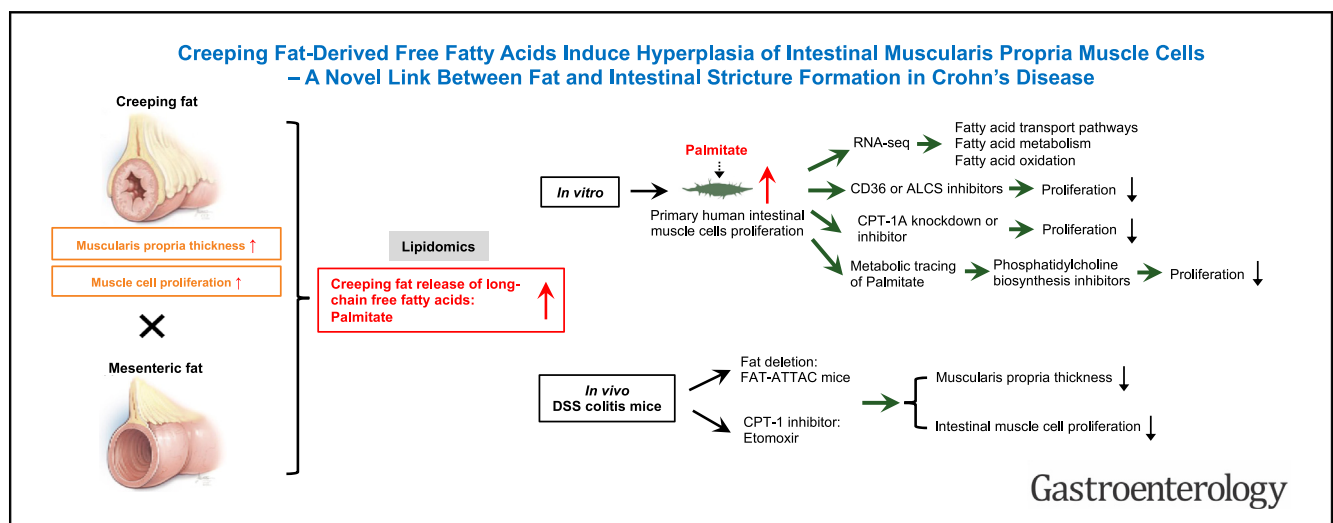 Creeping Fat-Derived Free Fatty Acids Induce Hyperplasia of Intestinal Muscularis Propria Muscle Cells
– A Novel Link Between Fat and Intestinal Stricture Formation in Crohn's Disease
Creeping fat
Muscularis propria thickness ↑
Muscle cell proliferation ↑
Mesenteric fat
Lipidomics
Creeping fat release of long-
chain free fatty acids:
Palmitate
In vitro
Palmitate
Primary human intestinal
muscle cells proliferation
RNA-seq
Fatty acid transport pathways
Fatty acid metabolism
Fatty acid oxidation
CD36 or ALCS inhibitors
Proliferation
CPT-1A knockdown or
inhibitor
Proliferation
Metabolic tracing
of Palmitate
Phosphatidylcholine
biosynthesis inhibitors
Proliferation
In vivo
DSS colitis mice
Fat deletion:
FAT-ATTAC mice
CPT-1 inhibitor:
Etomoxir
Muscularis propria thickness
Intestinal muscle cell proliferation
Gastroenterology